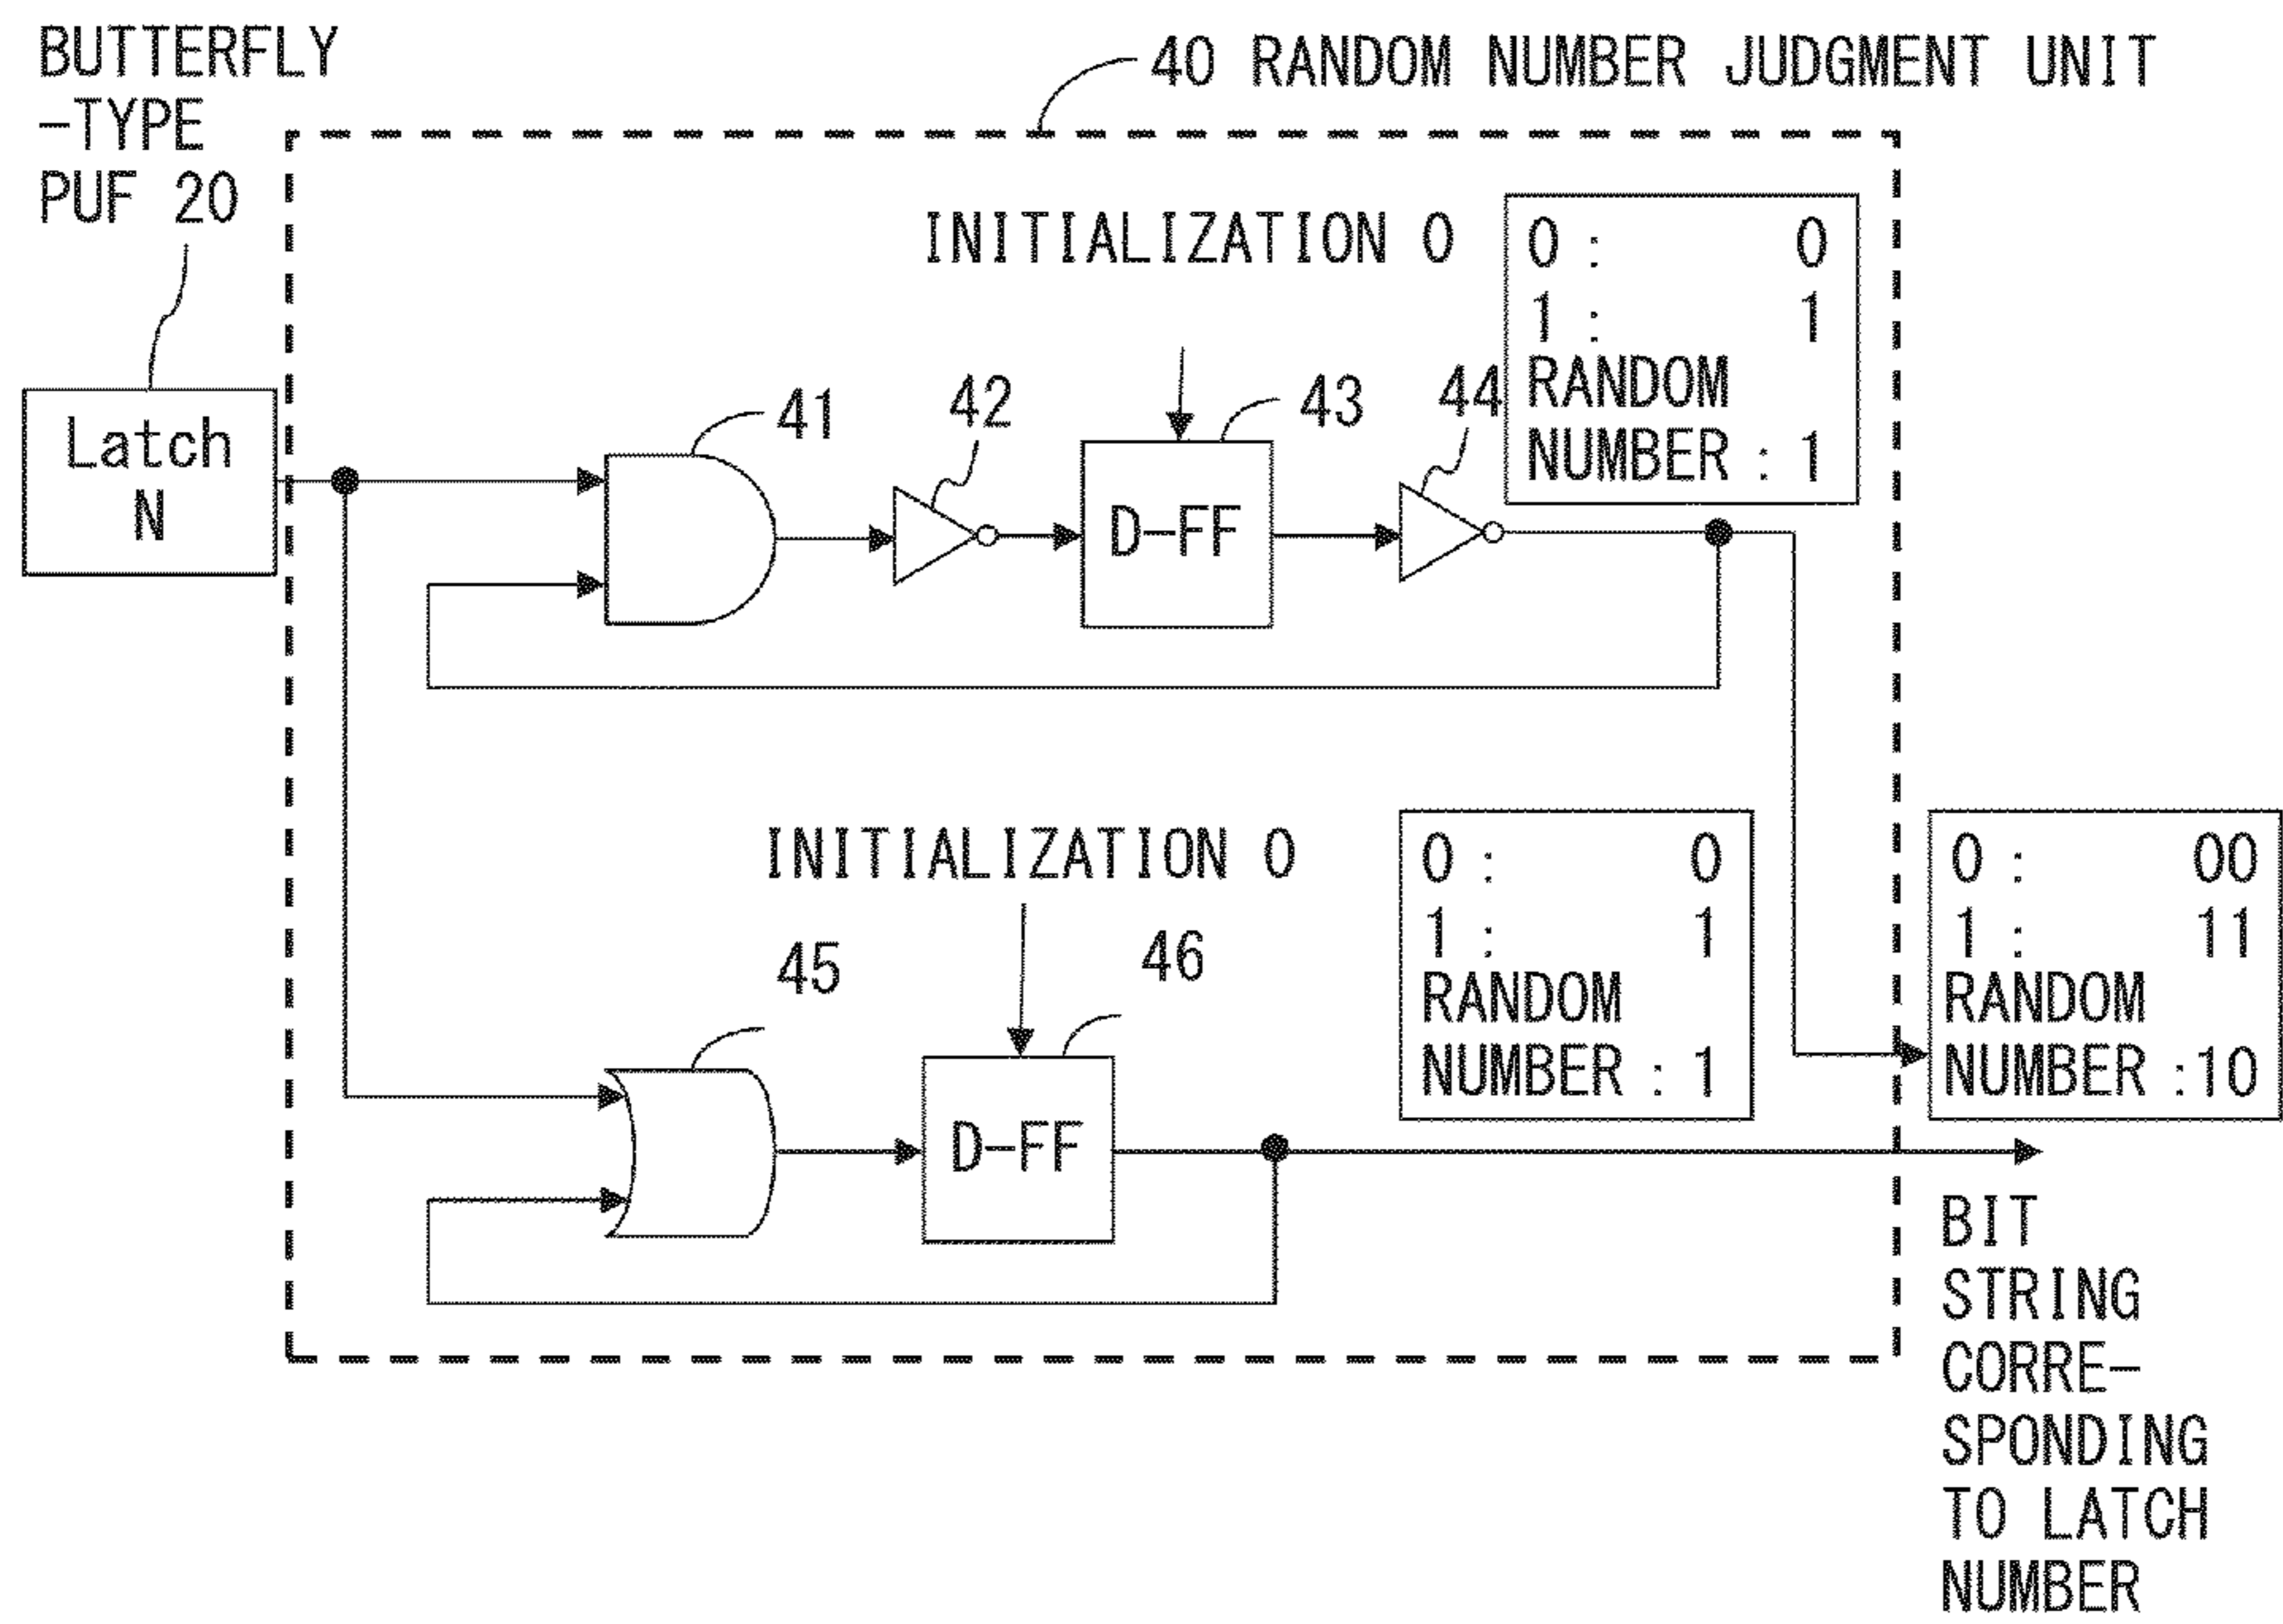 BUTTERFLY
-TYPE
PUF 20
40 RANDOM NUMBER JUDGMENT UNIT
INITIALIZATION 0
0 : 0
1 : 1
RANDOM
NUMBER : 1
Latch
N
41
42
D-FF
43
44
INITIALIZATION 0
45
D-FF
46
0 : 0
1 : 1
RANDOM
NUMBER : 1
0 : 00
1 : 11
RANDOM
NUMBER :10
BIT
STRING
CORRE-
SPONDING
TO LATCH
NUMBER